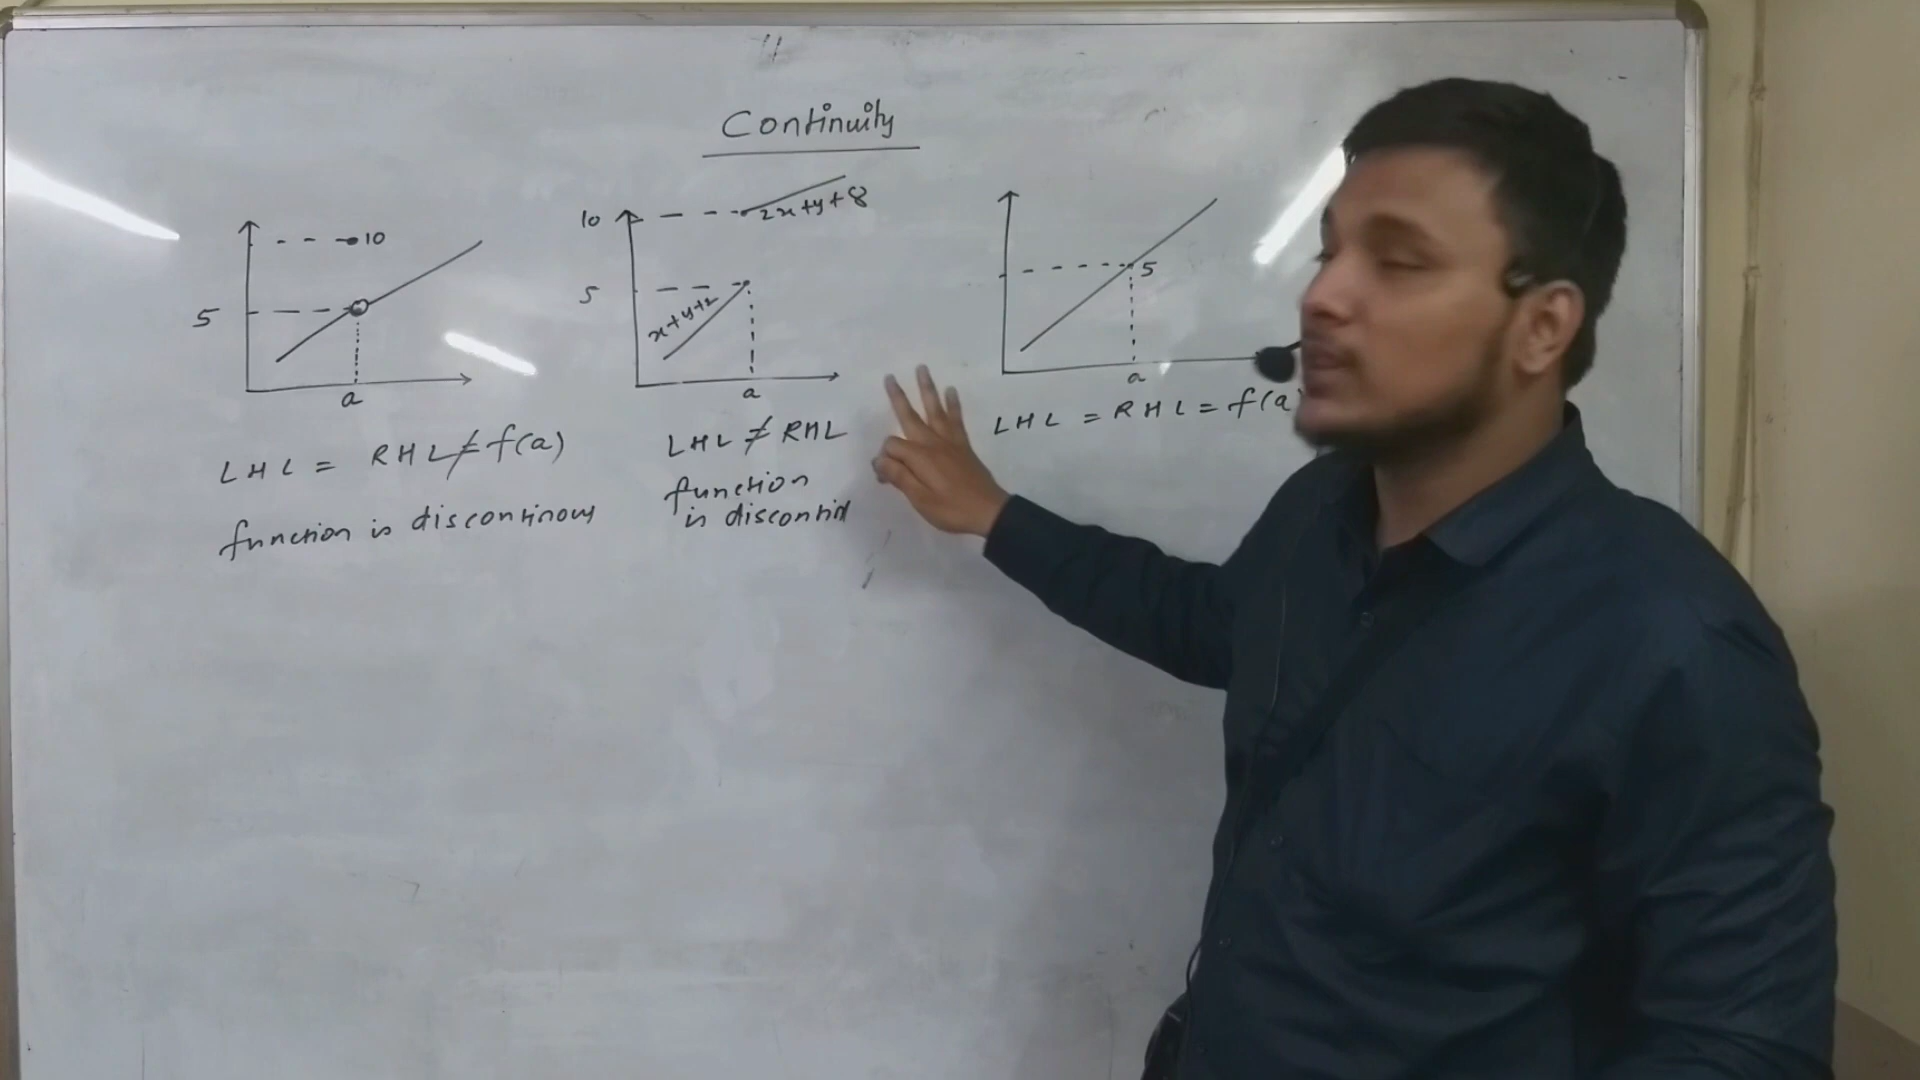 Continuity
10
5
a
LHL = RHL ≠ f(a)
function is discontinous
10
2x+y+8
5
x+y+2
a
LHL ≠ RHL
function
is discontin
5
a
LHL = RHL = f(a)